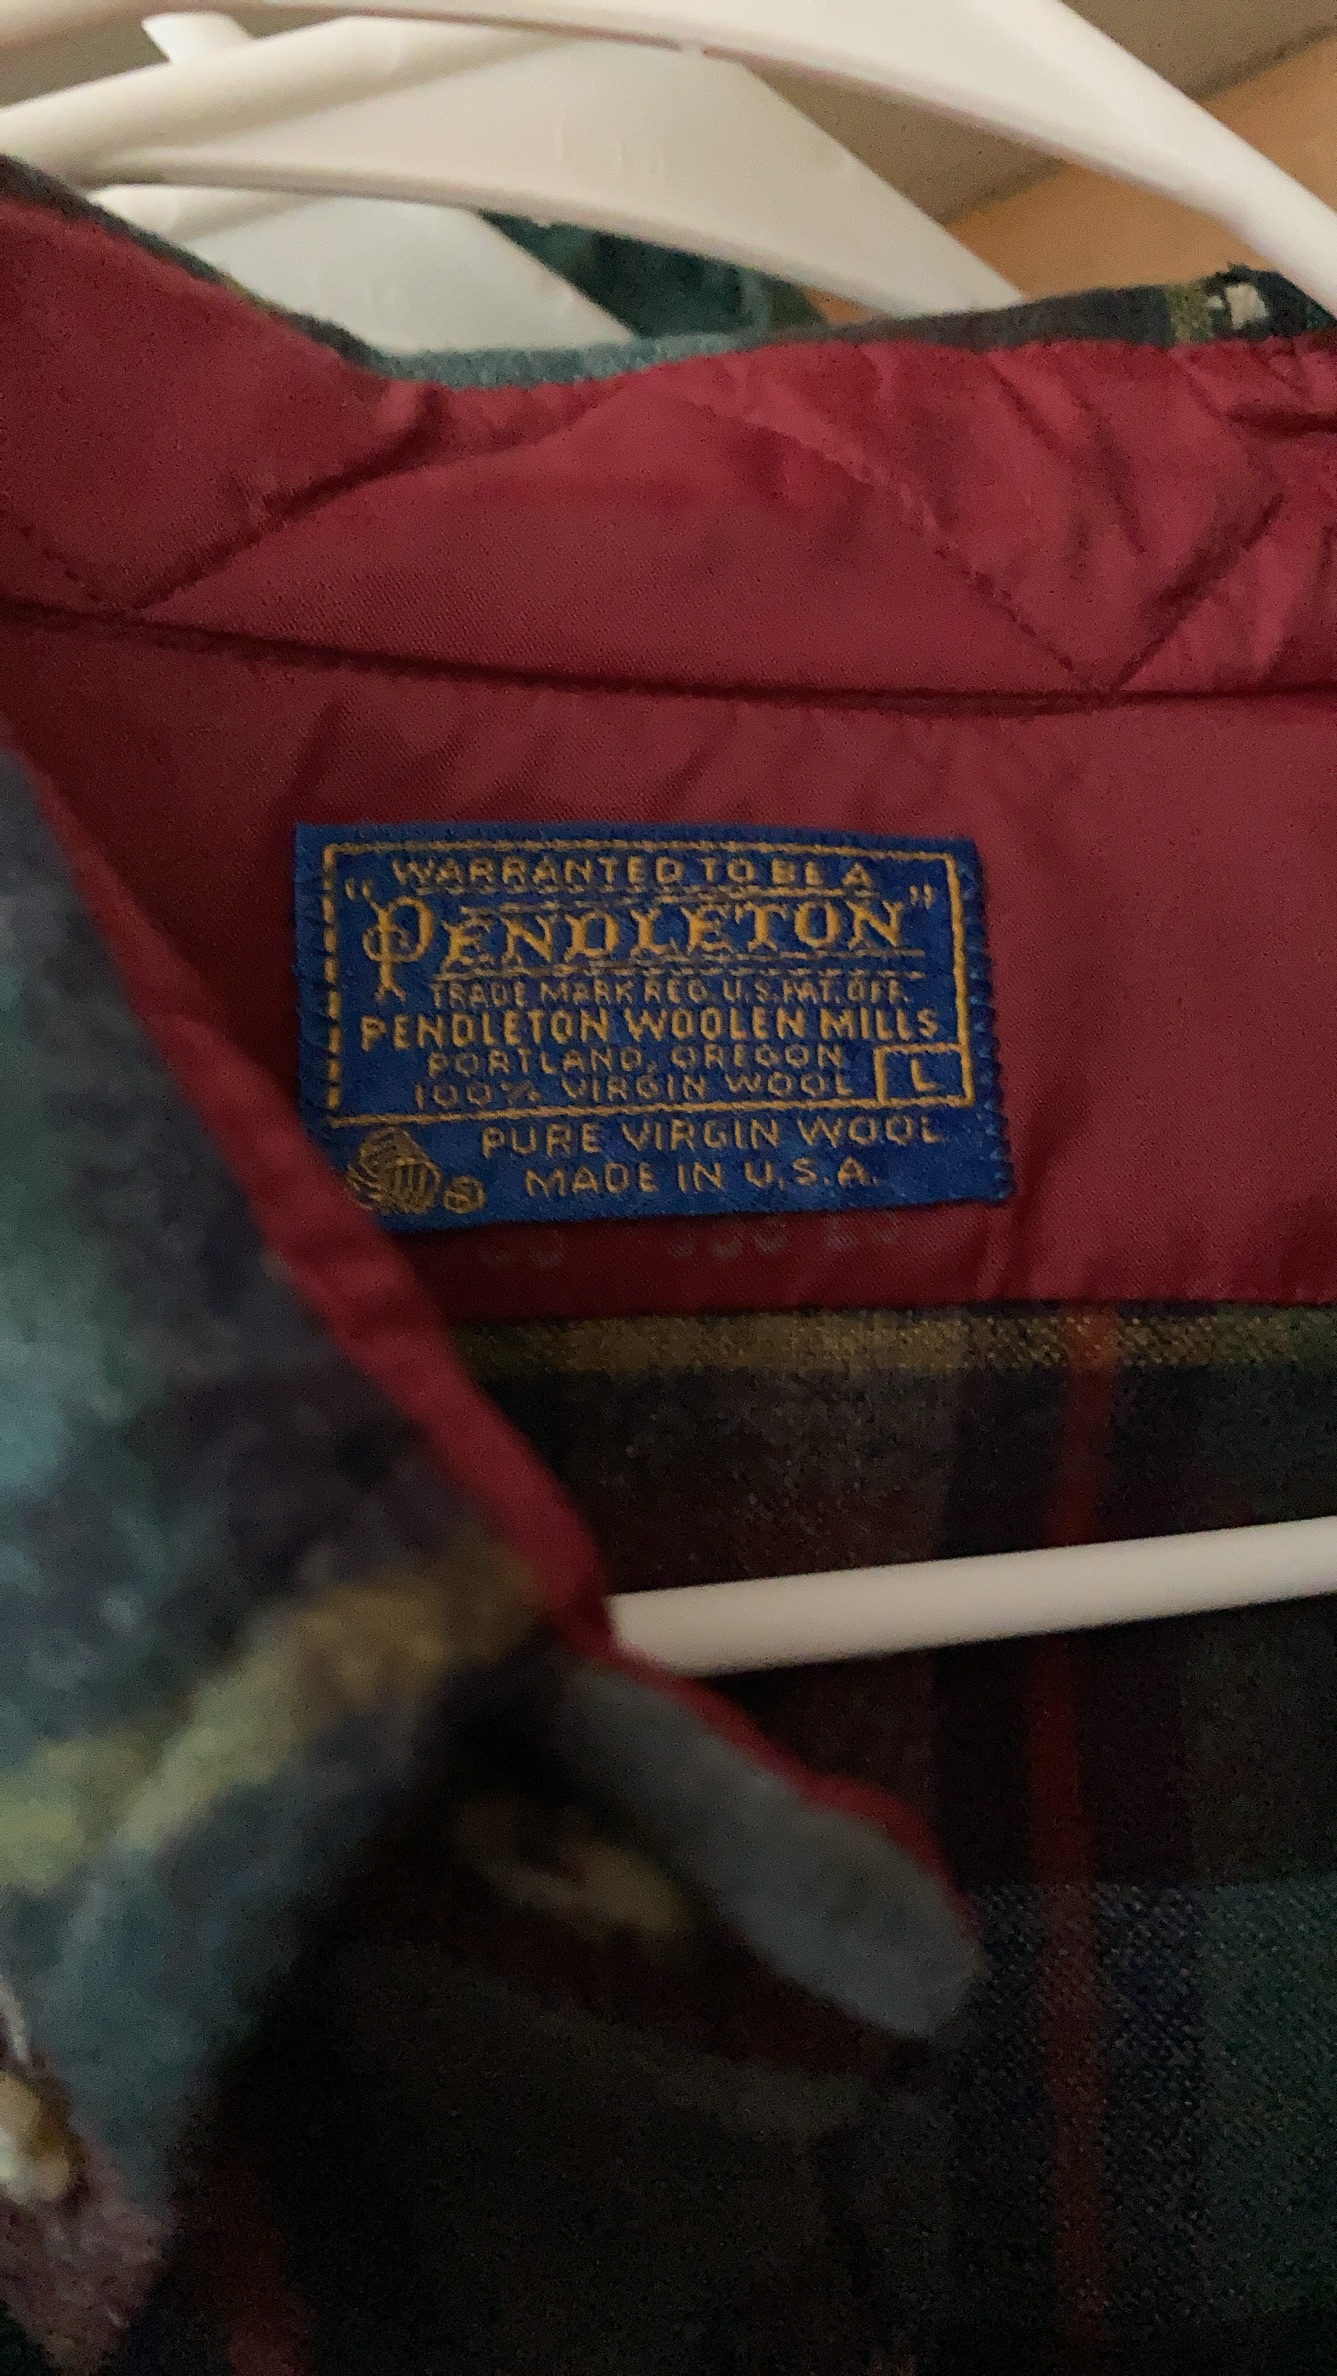 WARRANTED TO BE A
"PENDLETON"
TRADE MARK REG. U.S. PAT. OFF.
PENDLETON WOOLEN MILLS
PORTLAND, OREGON
100% VIRGIN WOOL L
PURE VIRGIN WOOL
MADE IN U.S.A.